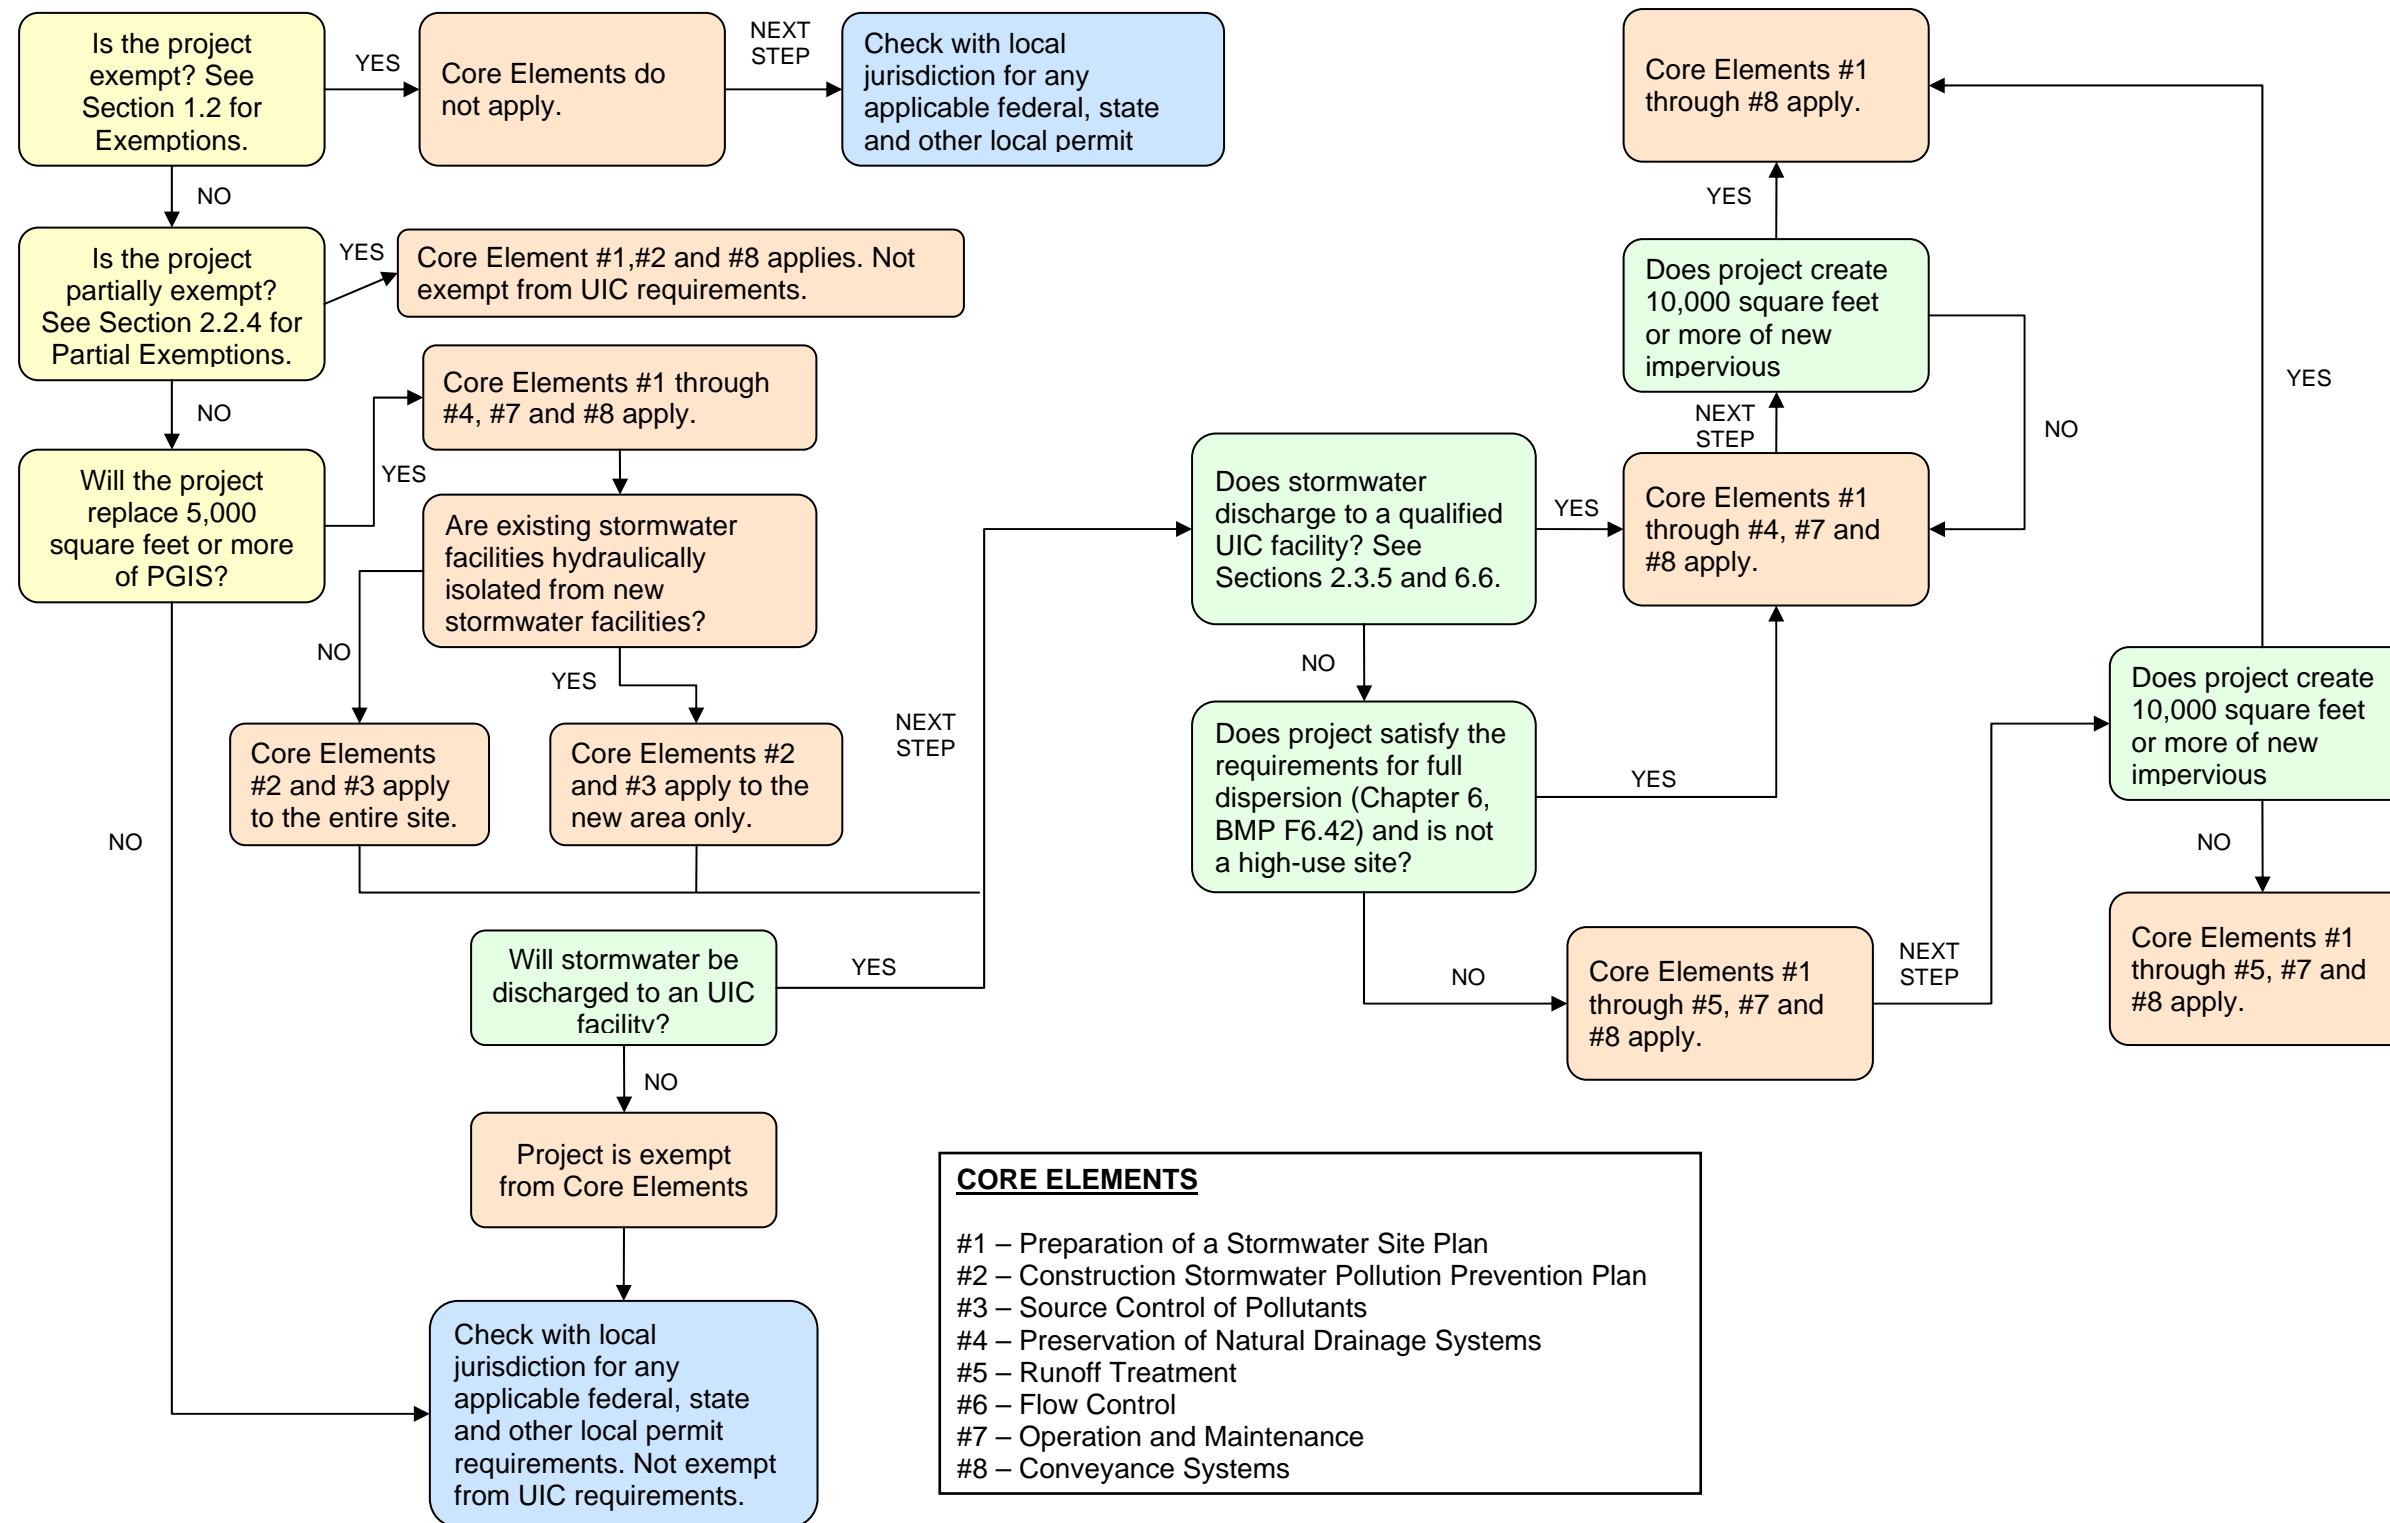 Is the project
exempt? See
Section 1.2 for
Exemptions.
YES
Core Elements do
not apply.
NEXT
STEP
Check with local
jurisdiction for any
applicable federal, state
and other local permit
NO
Is the project
partially exempt?
See Section 2.2.4 for
Partial Exemptions.
YES
Core Element #1,#2 and #8 applies. Not
exempt from UIC requirements.
NO
Will the project
replace 5,000
square feet or more
of PGIS?
YES
Core Elements #1 through
#4, #7 and #8 apply.
Are existing stormwater
facilities hydraulically
isolated from new
stormwater facilities?
NO
YES
Core Elements
#2 and #3 apply
to the entire site.
Core Elements #2
and #3 apply to the
new area only.
NEXT
STEP
NO
Will stormwater be
discharged to an UIC
facility?
YES
NO
Project is exempt
from Core Elements
Check with local
jurisdiction for any
applicable federal, state
and other local permit
requirements. Not exempt
from UIC requirements.
Does stormwater
discharge to a qualified
UIC facility? See
Sections 2.3.5 and 6.6.
YES
NO
Does project satisfy the
requirements for full
dispersion (Chapter 6,
BMP F6.42) and is not
a high-use site?
YES
NO
Core Elements #1
through #8 apply.
YES
Does project create
10,000 square feet
or more of new
impervious
NEXT
STEP
NO
Core Elements #1
through #4, #7 and
#8 apply.
Core Elements #1
through #5, #7 and
#8 apply.
NEXT
STEP
YES
Does project create
10,000 square feet
or more of new
impervious
NO
Core Elements #1
through #5, #7 and
#8 apply.
CORE ELEMENTS
#1 – Preparation of a Stormwater Site Plan
#2 – Construction Stormwater Pollution Prevention Plan
#3 – Source Control of Pollutants
#4 – Preservation of Natural Drainage Systems
#5 – Runoff Treatment
#6 – Flow Control
#7 – Operation and Maintenance
#8 – Conveyance Systems